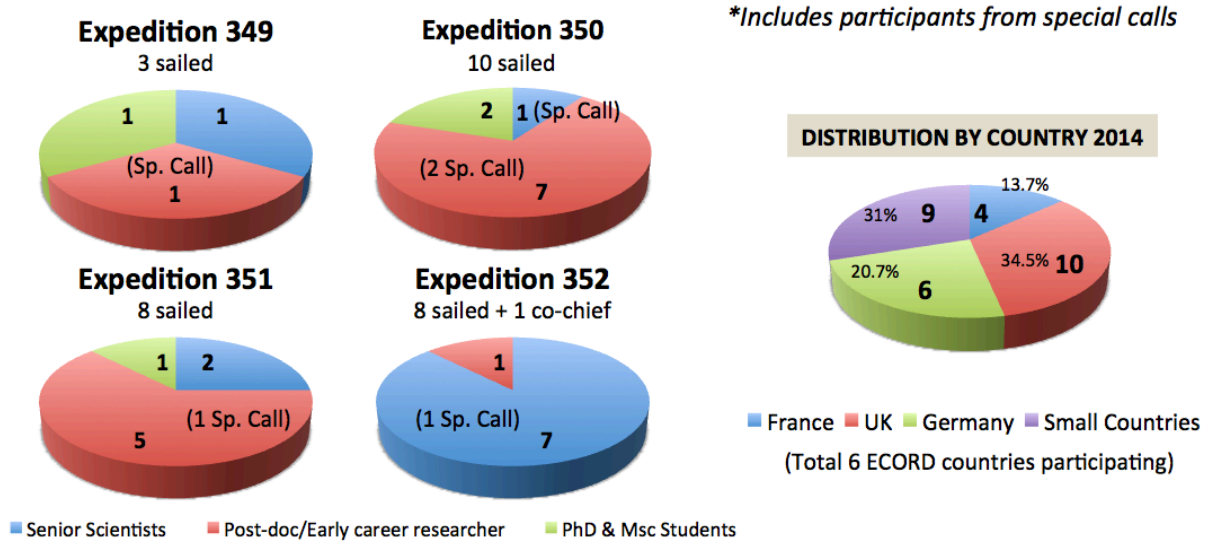 *Includes participants from special calls
Expedition 349
3 sailed
1
1
(Sp. Call)
1
Expedition 350
10 sailed
2
1 (Sp. Call)
(2 Sp. Call)
7
Expedition 351
8 sailed
1
2
(1 Sp. Call)
5
Expedition 352
8 sailed + 1 co-chief
1
(1 Sp. Call)
7
Senior Scientists Post-doc/Early career researcher PhD & Msc Students
DISTRIBUTION BY COUNTRY 2014
13.7%
31% 9 4
34.5% 10
20.7%
6
France UK Germany Small Countries
(Total 6 ECORD countries participating)